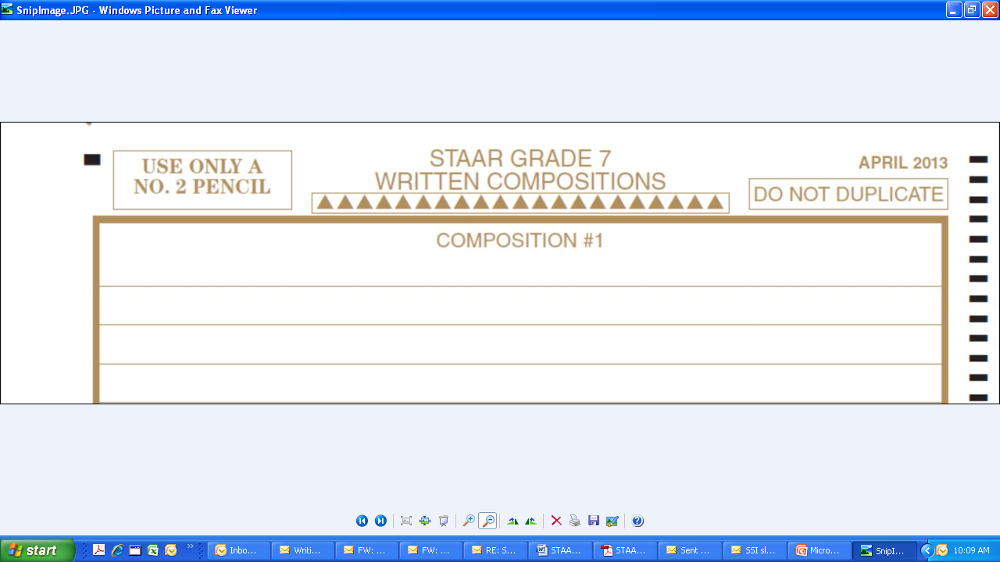 SnipImage.JPG - Windows Picture and Fax Viewer
USE ONLY A
NO. 2 PENCIL
STAAR GRADE 7
WRITTEN COMPOSITIONS
APRIL 2013
DO NOT DUPLICATE
COMPOSITION #1
start
Inbo...
Writi...
FW: ...
FW: ...
RE: S...
STAA...
STAA...
Sent ...
SSI sl...
Micro...
SnipI...
10:09 AM